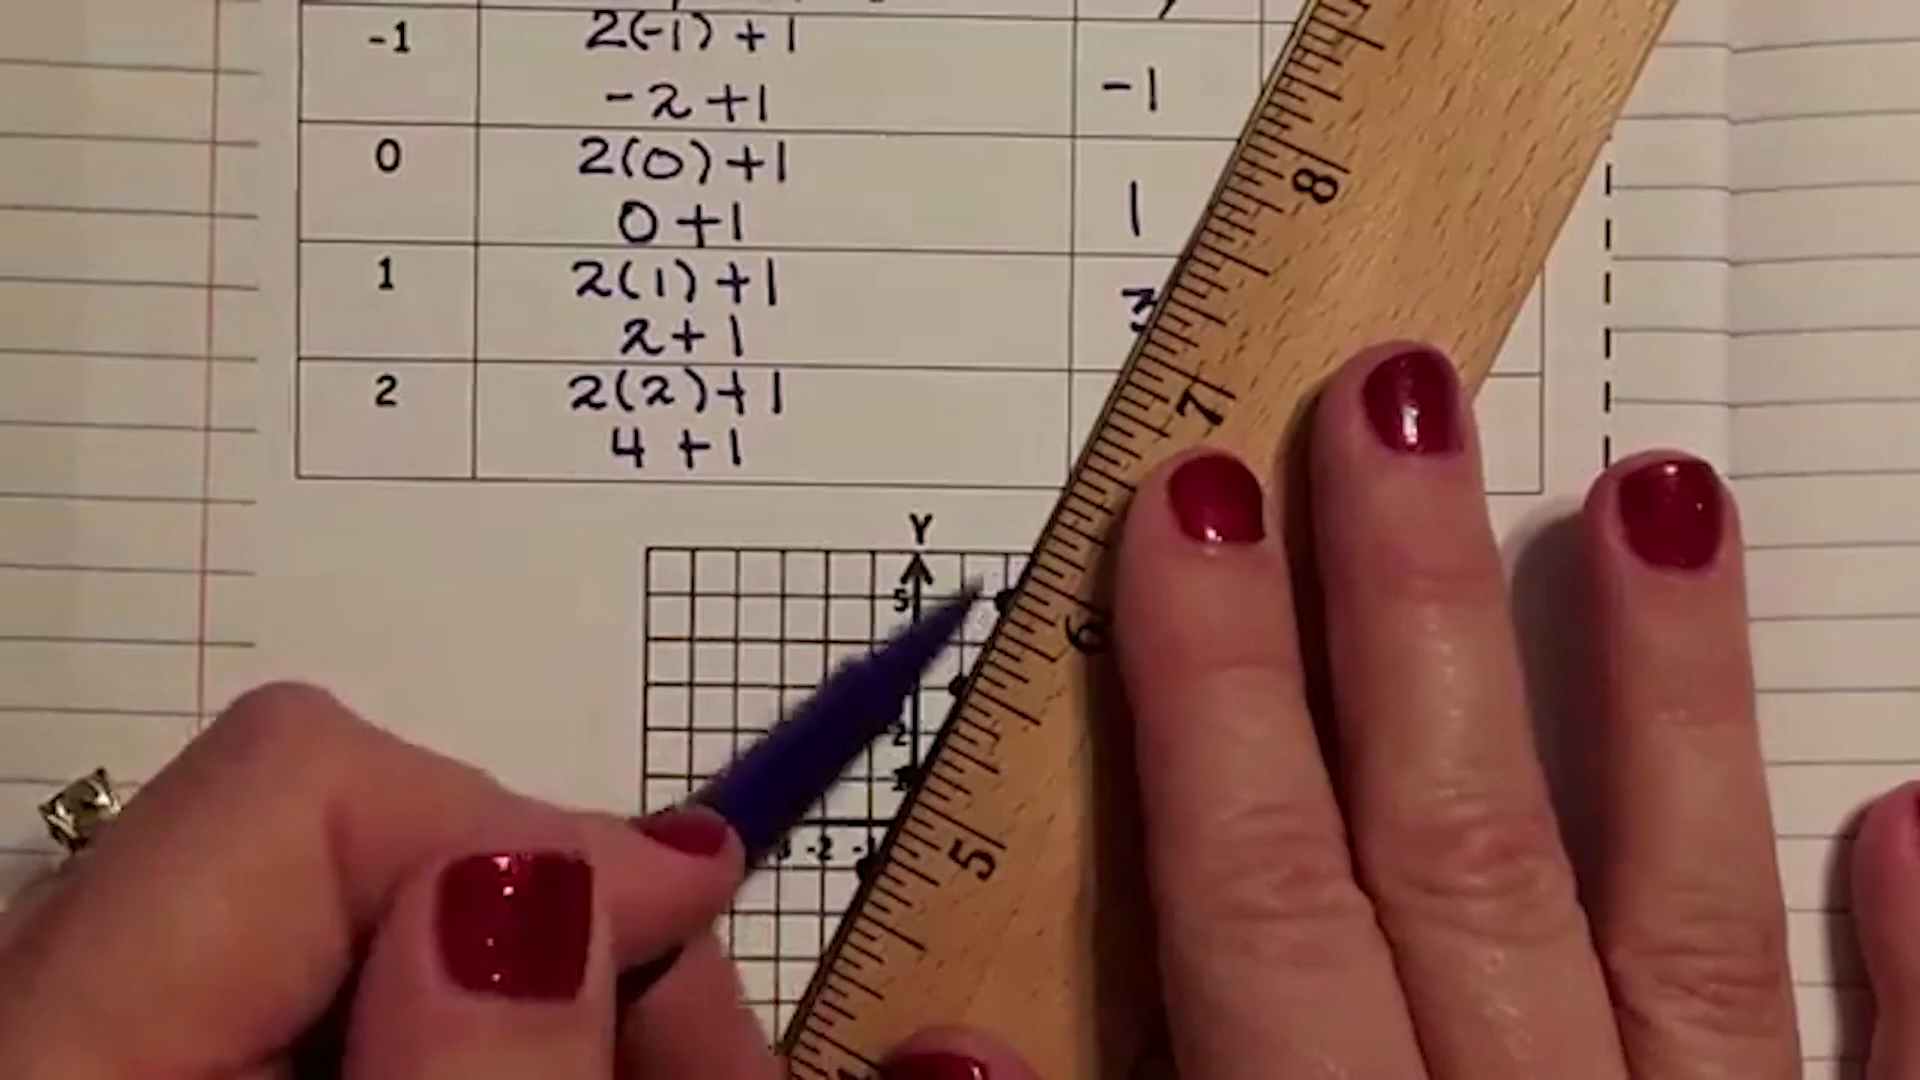 -1 2(-1) + 1
-2 +1 -1
0 2(0) +1
0 +1 1
1 2(1) +1 3
2 + 1
2 2(2)+1
4 +1
Y
5
2
1
-2 -1
8
7
6
5